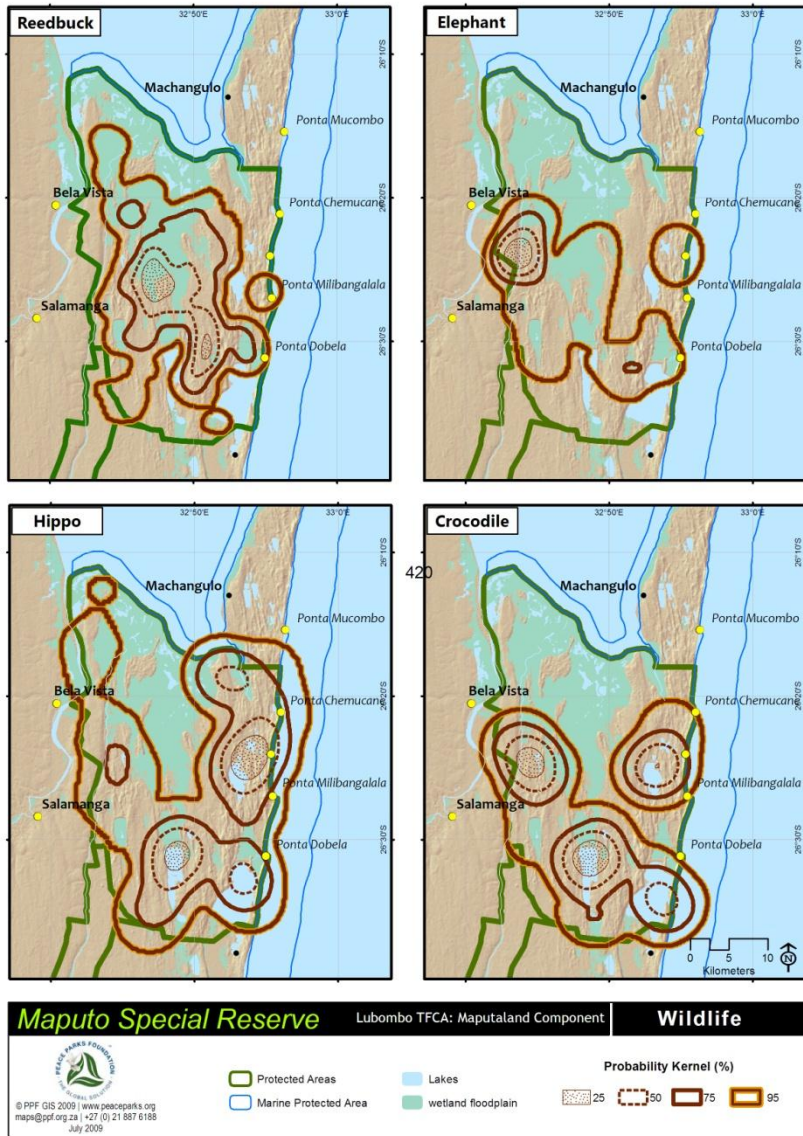 Reedbuck
32°50'E
33°0'E
26°10'S
Machangulo
Ponta Mucombo
26°20'S
Bela Vista
Ponta Chemucane
Ponta Milibangalala
Salamanga
26°30'S
Ponta Dobela
Elephant
32°50'E
33°0'E
26°10'S
Machangulo
Ponta Mucombo
26°20'S
Bela Vista
Ponta Chemucane
Ponta Milibangalala
Salamanga
26°30'S
Ponta Dobela
Hippo
32°50'E
33°0'E
26°10'S
Machangulo
Ponta Mucombo
26°20'S
Bela Vista
Ponta Chemucane
Ponta Milibangalala
Salamanga
26°30'S
Ponta Dobela
Crocodile
32°50'E
33°0'E
26°10'S
420
Machangulo
Ponta Mucombo
26°20'S
Bela Vista
Ponta Chemucane
Ponta Milibangalala
Salamanga
26°30'S
Ponta Dobela
0 5 10
Kilometers
N
Maputo Special Reserve Lubombo TFCA: Maputaland Component Wildlife
PEACE PARKS FOUNDATION
THE GLOBAL SOLUTION
© PPF GIS 2009 | www.peaceparks.org
maps@ppf.org.za | +27 (0) 21 887 6188
July 2009
Protected Areas
Marine Protected Area
Lakes
wetland floodplain
Probability Kernel (%)
25 50 75 95